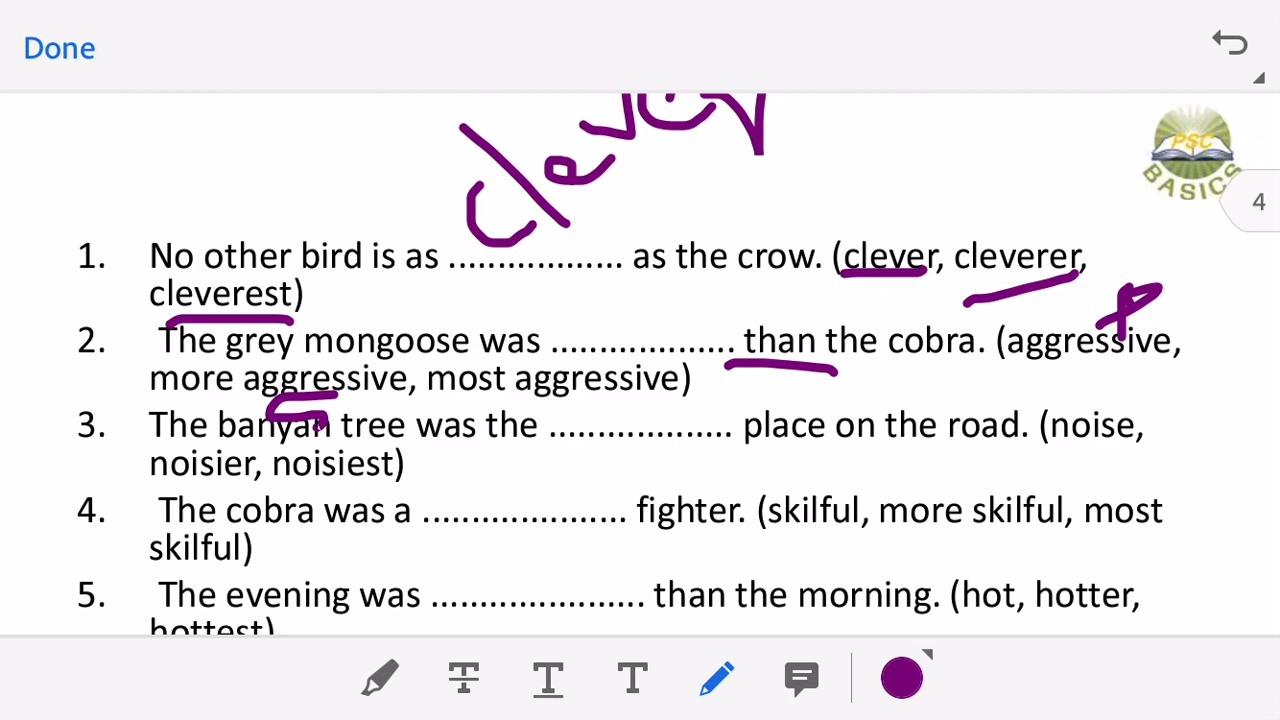 Done
clever
PSC
BASICS
4
1. No other bird is as .................. as the crow. (clever, cleverer,
cleverest)
2. The grey mongoose was ................... than the cobra. (aggressive,
more aggressive, most aggressive)
3. The banyan tree was the ................... place on the road. (noise,
noisier, noisiest)
4. The cobra was a ..................... fighter. (skilful, more skilful, most
skilful)
5. The evening was ...................... than the morning. (hot, hotter,
hottest)
T T T